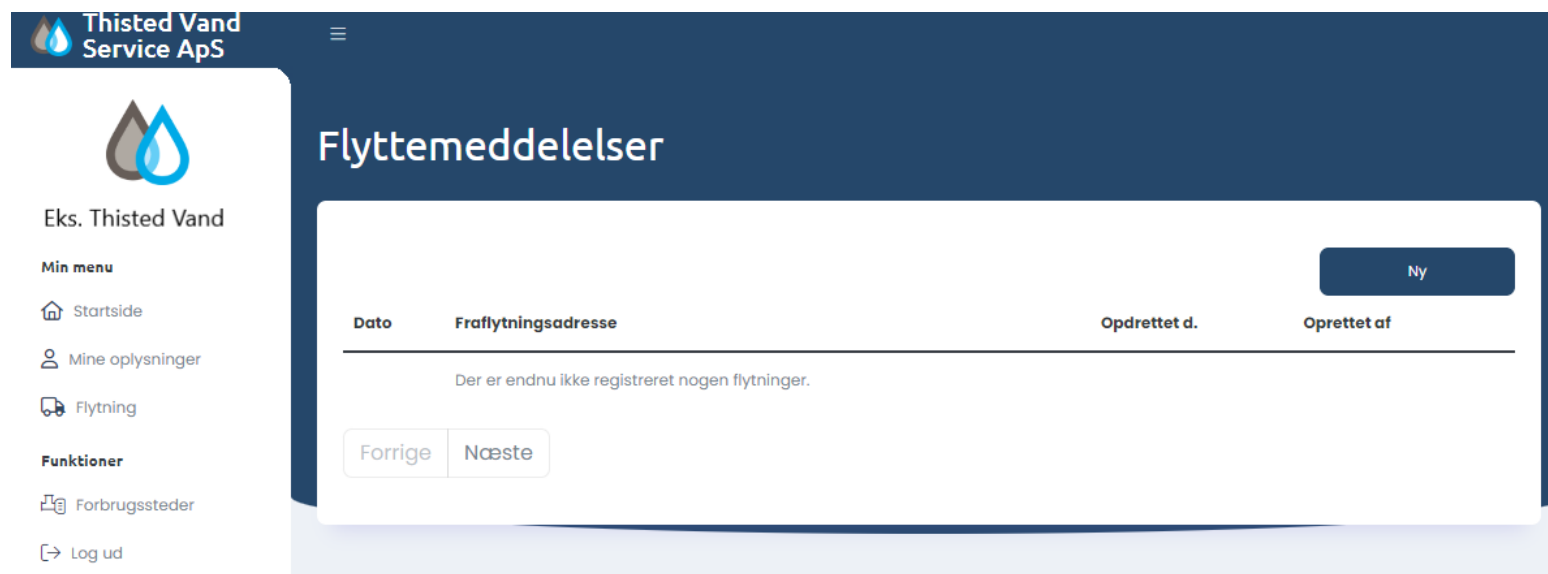 Thisted Vand
Service ApS
Eks. Thisted Vand
Min menu
Startside
Mine oplysninger
Flytning
Funktioner
Forbrugssteder
Log ud
Flyttemeddelelser
Ny
Dato Fraflytningsadresse Opdrettet d. Oprettet af
Der er endnu ikke registreret nogen flytninger.
Forrige Næste